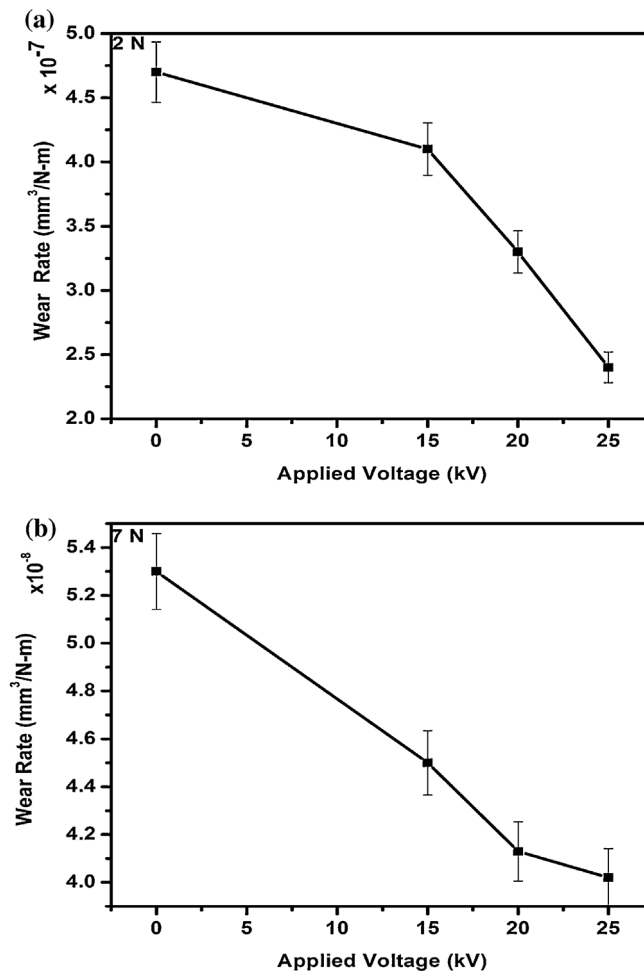 (a)
2 N
x 10⁻⁷
Wear Rate (mm³/N-m)
5.0
4.5
4.0
3.5
3.0
2.5
2.0
0 5 10 15 20 25
Applied Voltage (kV)
(b)
7 N
x10⁻⁸
Wear Rate (mm³/N-m)
5.4
5.2
5.0
4.8
4.6
4.4
4.2
4.0
0 5 10 15 20 25
Applied Voltage (kV)